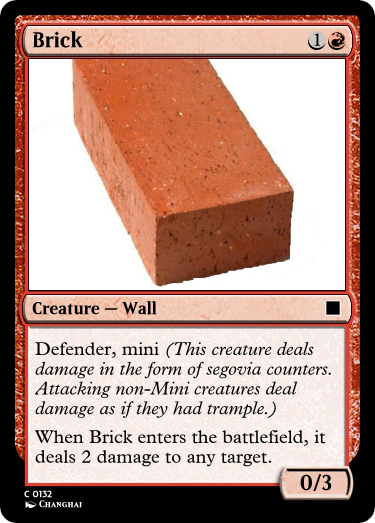 Brick
1
Creature — Wall
Defender, mini (This creature deals
damage in the form of segovia counters.
Attacking non-Mini creatures deal
damage as if they had trample.)
When Brick enters the battlefield, it
deals 2 damage to any target.
0/3
C 0132
Changhai